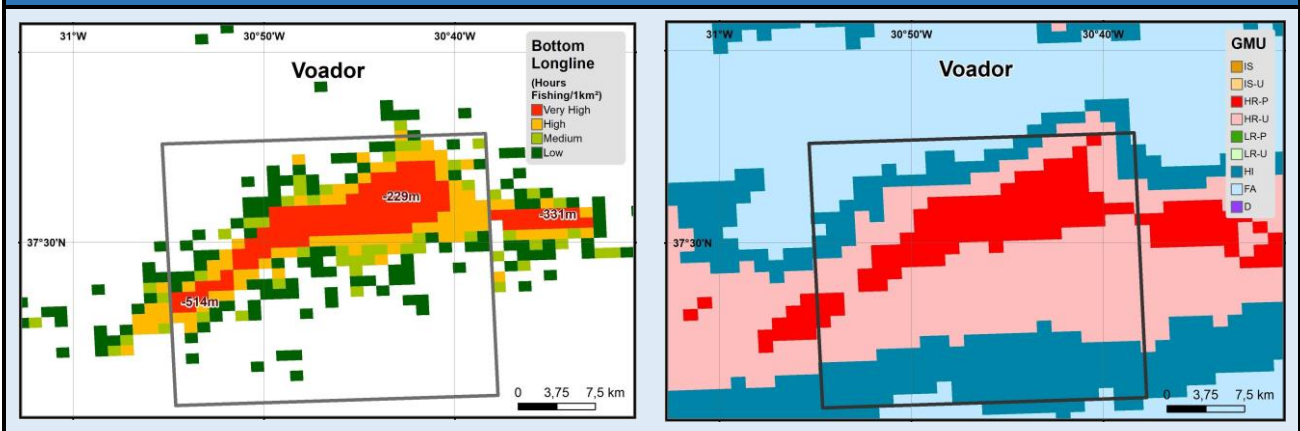 31°W
30°50'W
30°40'W
Voador
Bottom
Longline
(Hours
Fishing/1km²)
Very High
High
Medium
Low
-229m
-331m
37°30'N
-514m
0 3,75 7,5 km
31°W
30°50'W
30°40'W
Voador
GMU
IS
IS-U
HR-P
HR-U
LR-P
LR-U
HI
FA
D
37°30'N
0 3,75 7,5 km